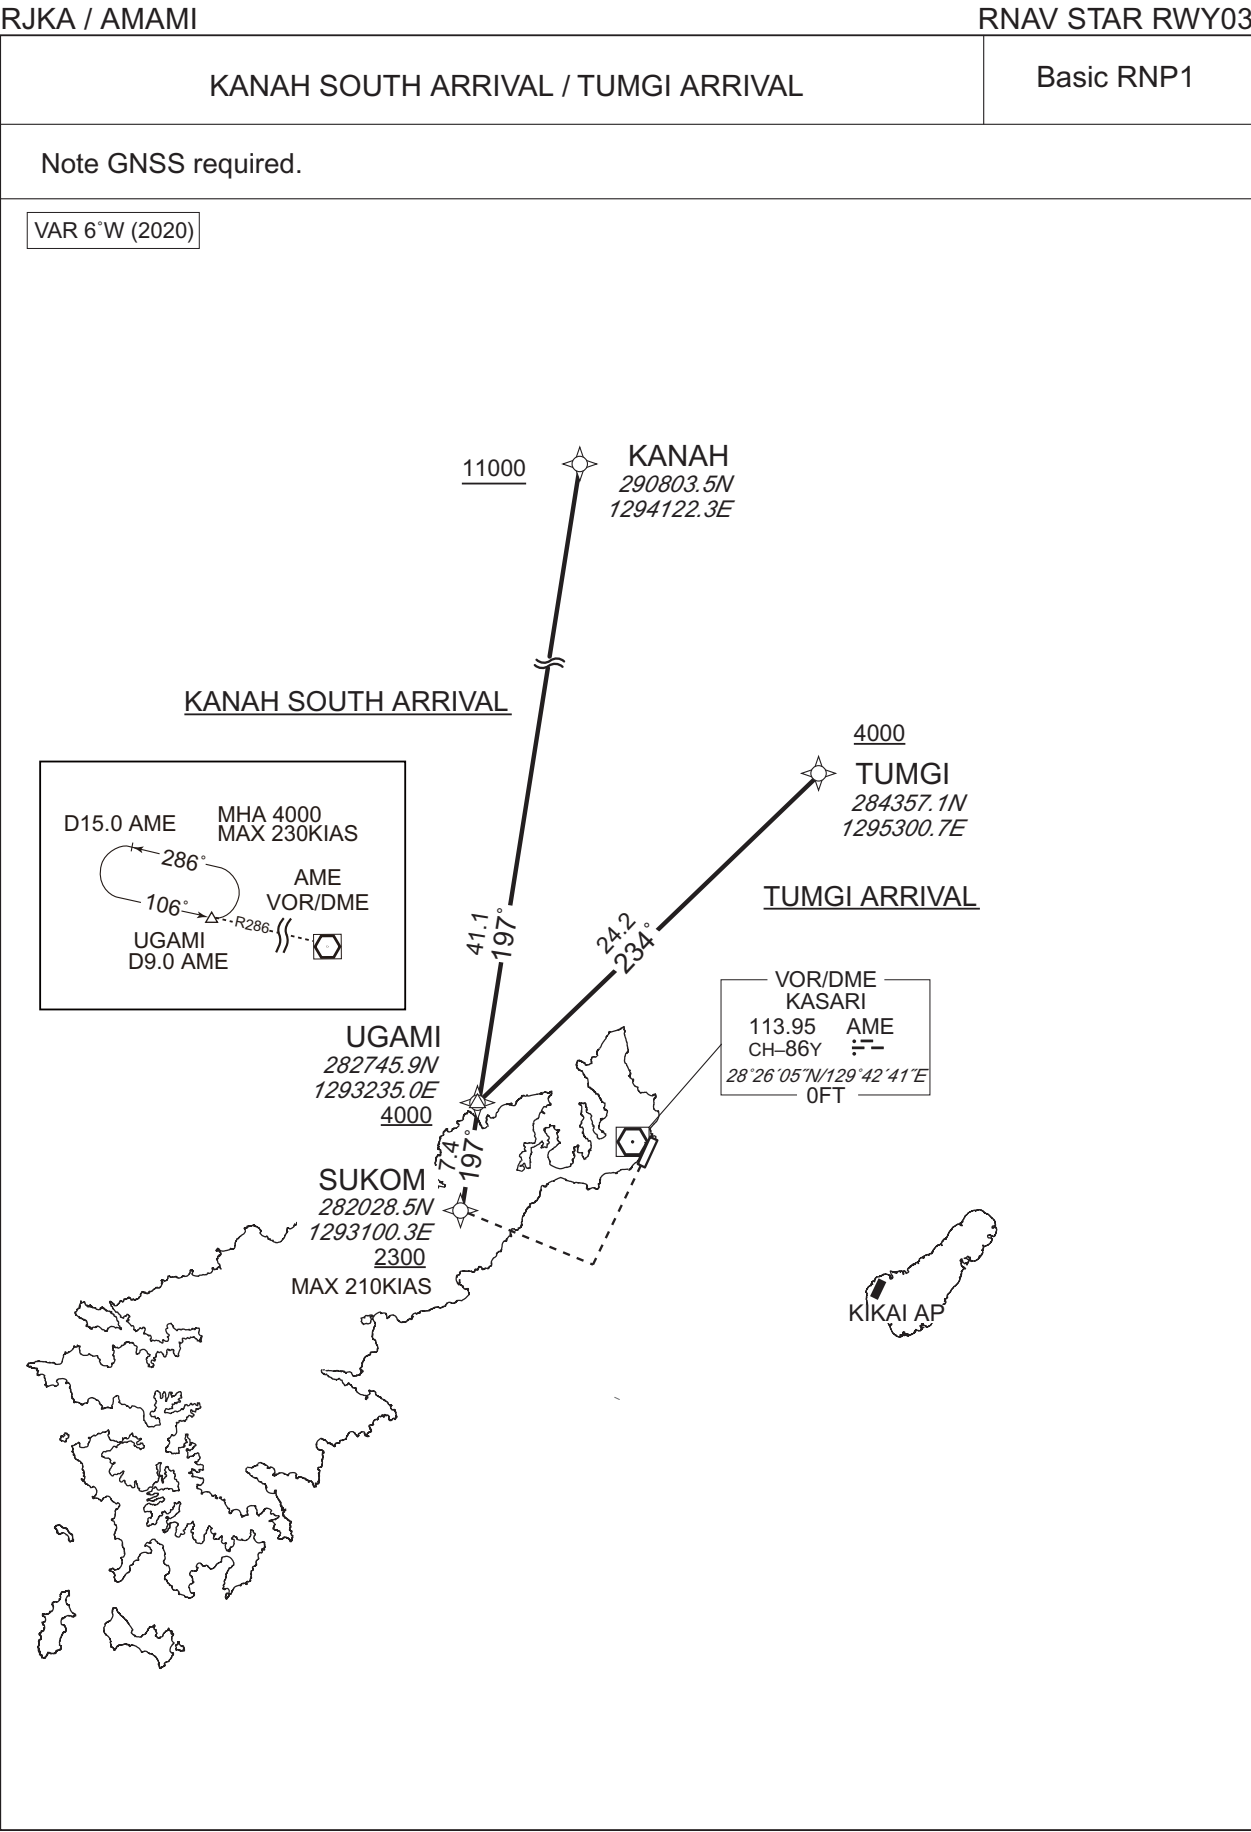 RJKA / AMAMI
RNAV STAR RWY03
KANAH SOUTH ARRIVAL / TUMGI ARRIVAL
Basic RNP1
Note GNSS required.
VAR 6°W (2020)
11000
KANAH
290803.5N
1294122.3E
KANAH SOUTH ARRIVAL
4000
TUMGI
284357.1N
1295300.7E
TUMGI ARRIVAL
D15.0 AME
MHA 4000
MAX 230KIAS
286°
106°
AME
VOR/DME
R286
UGAMI
D9.0 AME
41.1
197°
24.2
234°
VOR/DME
KASARI
113.95 AME
CH–86Y
28°26′05″N/129°42′41″E
0FT
UGAMI
282745.9N
1293235.0E
4000
7.4
197°
SUKOM
282028.5N
1293100.3E
2300
MAX 210KIAS
KIKAI AP